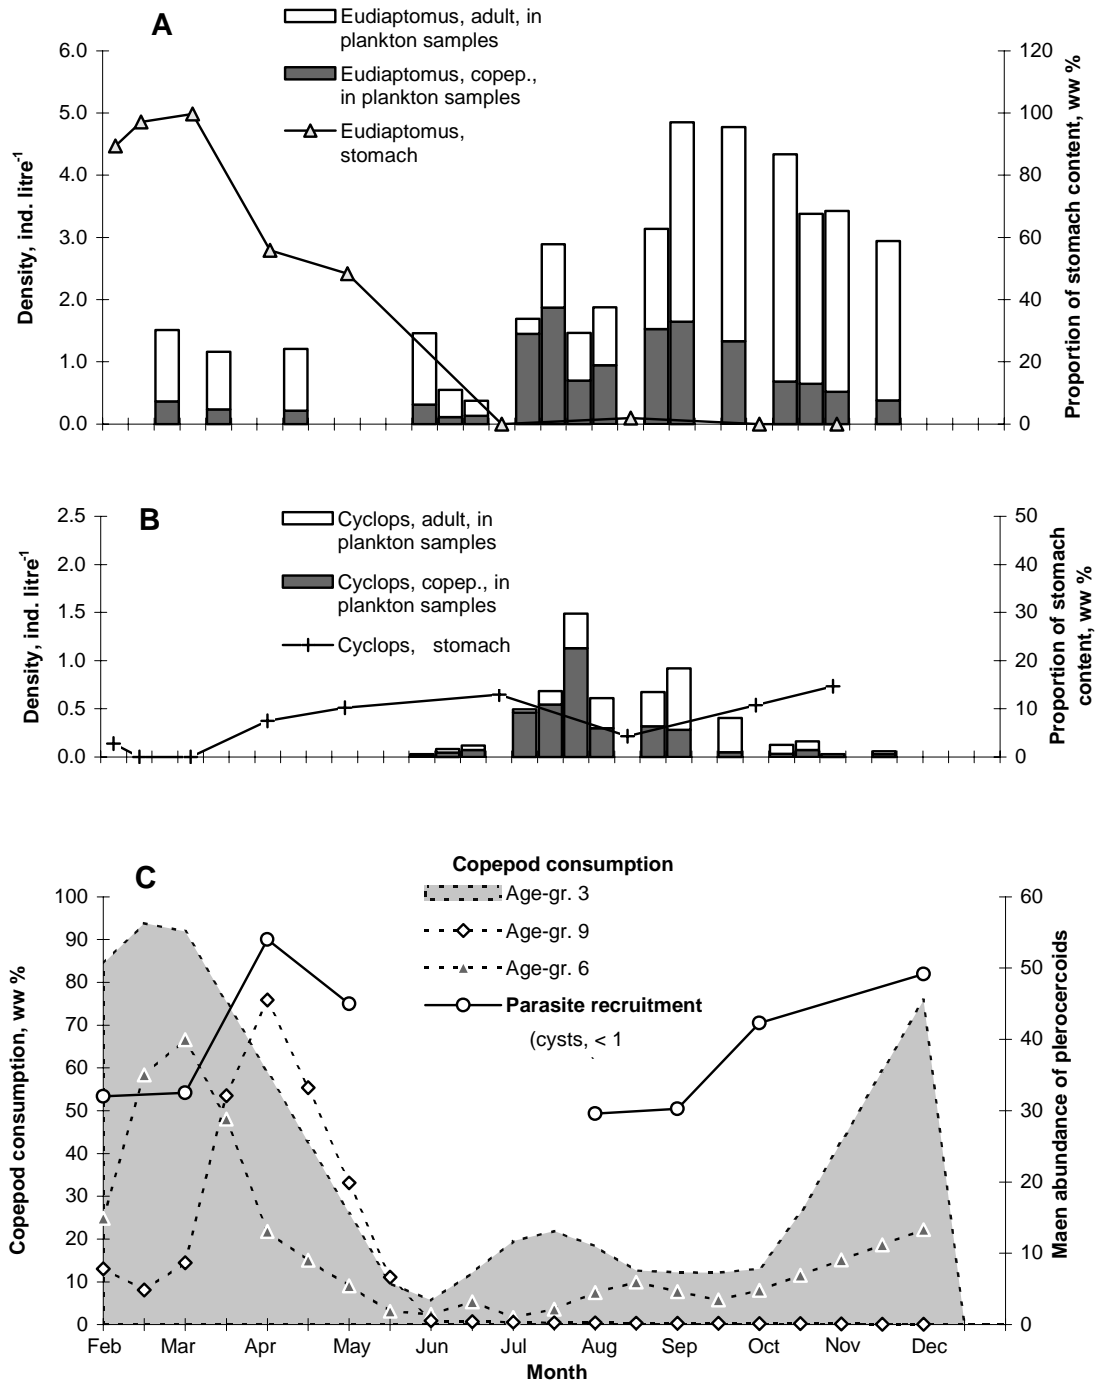 A
Eudiaptomus, adult, in
plankton samples
Eudiaptomus, copep.,
in plankton samples
Eudiaptomus,
stomach
Density, ind. litre-1
6.0
5.0
4.0
3.0
2.0
1.0
0.0
120
100
80
60
40
20
0
Proportion of stomach content, ww %
B
Cyclops, adult, in
plankton samples
Cyclops, copep., in
plankton samples
Cyclops, stomach
Density, ind. litre-1
2.5
2.0
1.5
1.0
0.5
0.0
50
40
30
20
10
0
Proportion of stomach
content, ww %
C
Copepod consumption
Age-gr. 3
Age-gr. 9
Age-gr. 6
Parasite recruitment
(cysts, < 1
Copepod consumption, ww %
100
90
80
70
60
50
40
30
20
10
0
60
50
40
30
20
10
0
Maen abundance of plerocercoids
Feb Mar Apr May Jun Jul Aug Sep Oct Nov Dec
Month